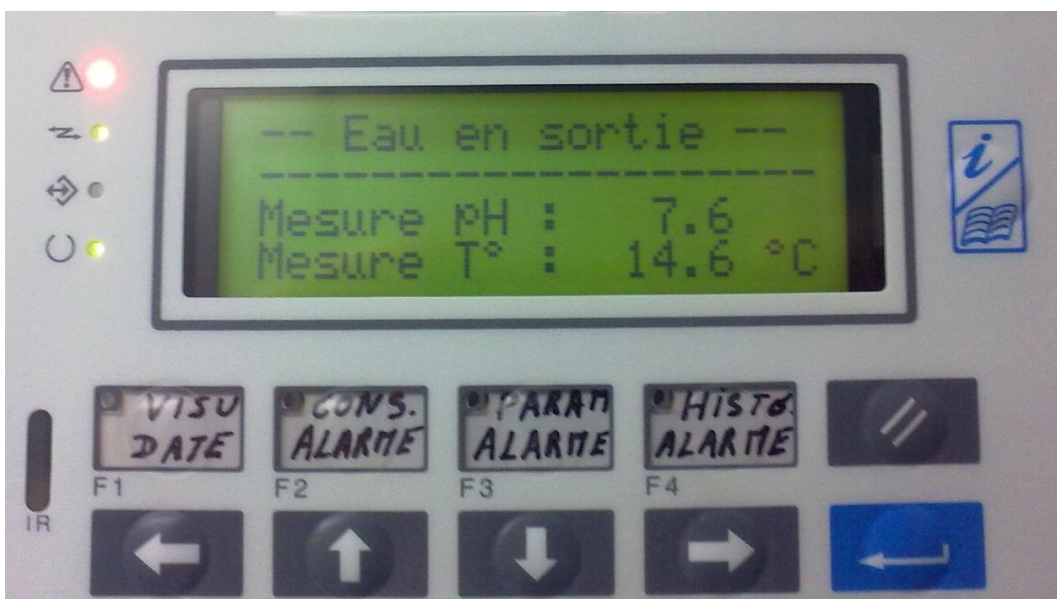 -- Eau en sortie --
--------------------
Mesure pH : 7.6
Mesure T° : 14.6 °C
VISU DATE
CONS. ALARME
PARAM ALARME
HISTO. ALARME
F1
F2
F3
F4
IR
i